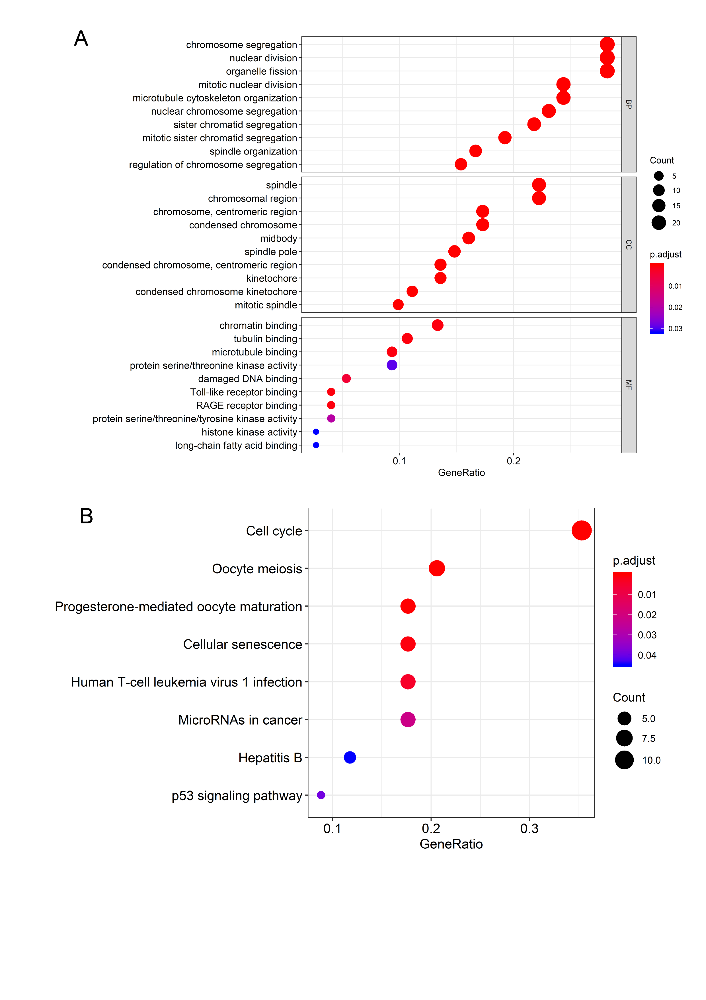 A
chromosome segregation
nuclear division
organelle fission
mitotic nuclear division
microtubule cytoskeleton organization
nuclear chromosome segregation
sister chromatid segregation
mitotic sister chromatid segregation
spindle organization
regulation of chromosome segregation
BP
spindle
chromosomal region
chromosome, centromeric region
condensed chromosome
midbody
spindle pole
condensed chromosome, centromeric region
kinetochore
condensed chromosome kinetochore
mitotic spindle
CC
chromatin binding
tubulin binding
microtubule binding
protein serine/threonine kinase activity
damaged DNA binding
Toll-like receptor binding
RAGE receptor binding
protein serine/threonine/tyrosine kinase activity
histone kinase activity
long-chain fatty acid binding
MF
0.1 0.2
GeneRatio
Count
5
10
15
20
p.adjust
0.01
0.02
0.03
B
Cell cycle
Oocyte meiosis
Progesterone-mediated oocyte maturation
Cellular senescence
Human T-cell leukemia virus 1 infection
MicroRNAs in cancer
Hepatitis B
p53 signaling pathway
0.1 0.2 0.3
GeneRatio
p.adjust
0.01
0.02
0.03
0.04
Count
5.0
7.5
10.0